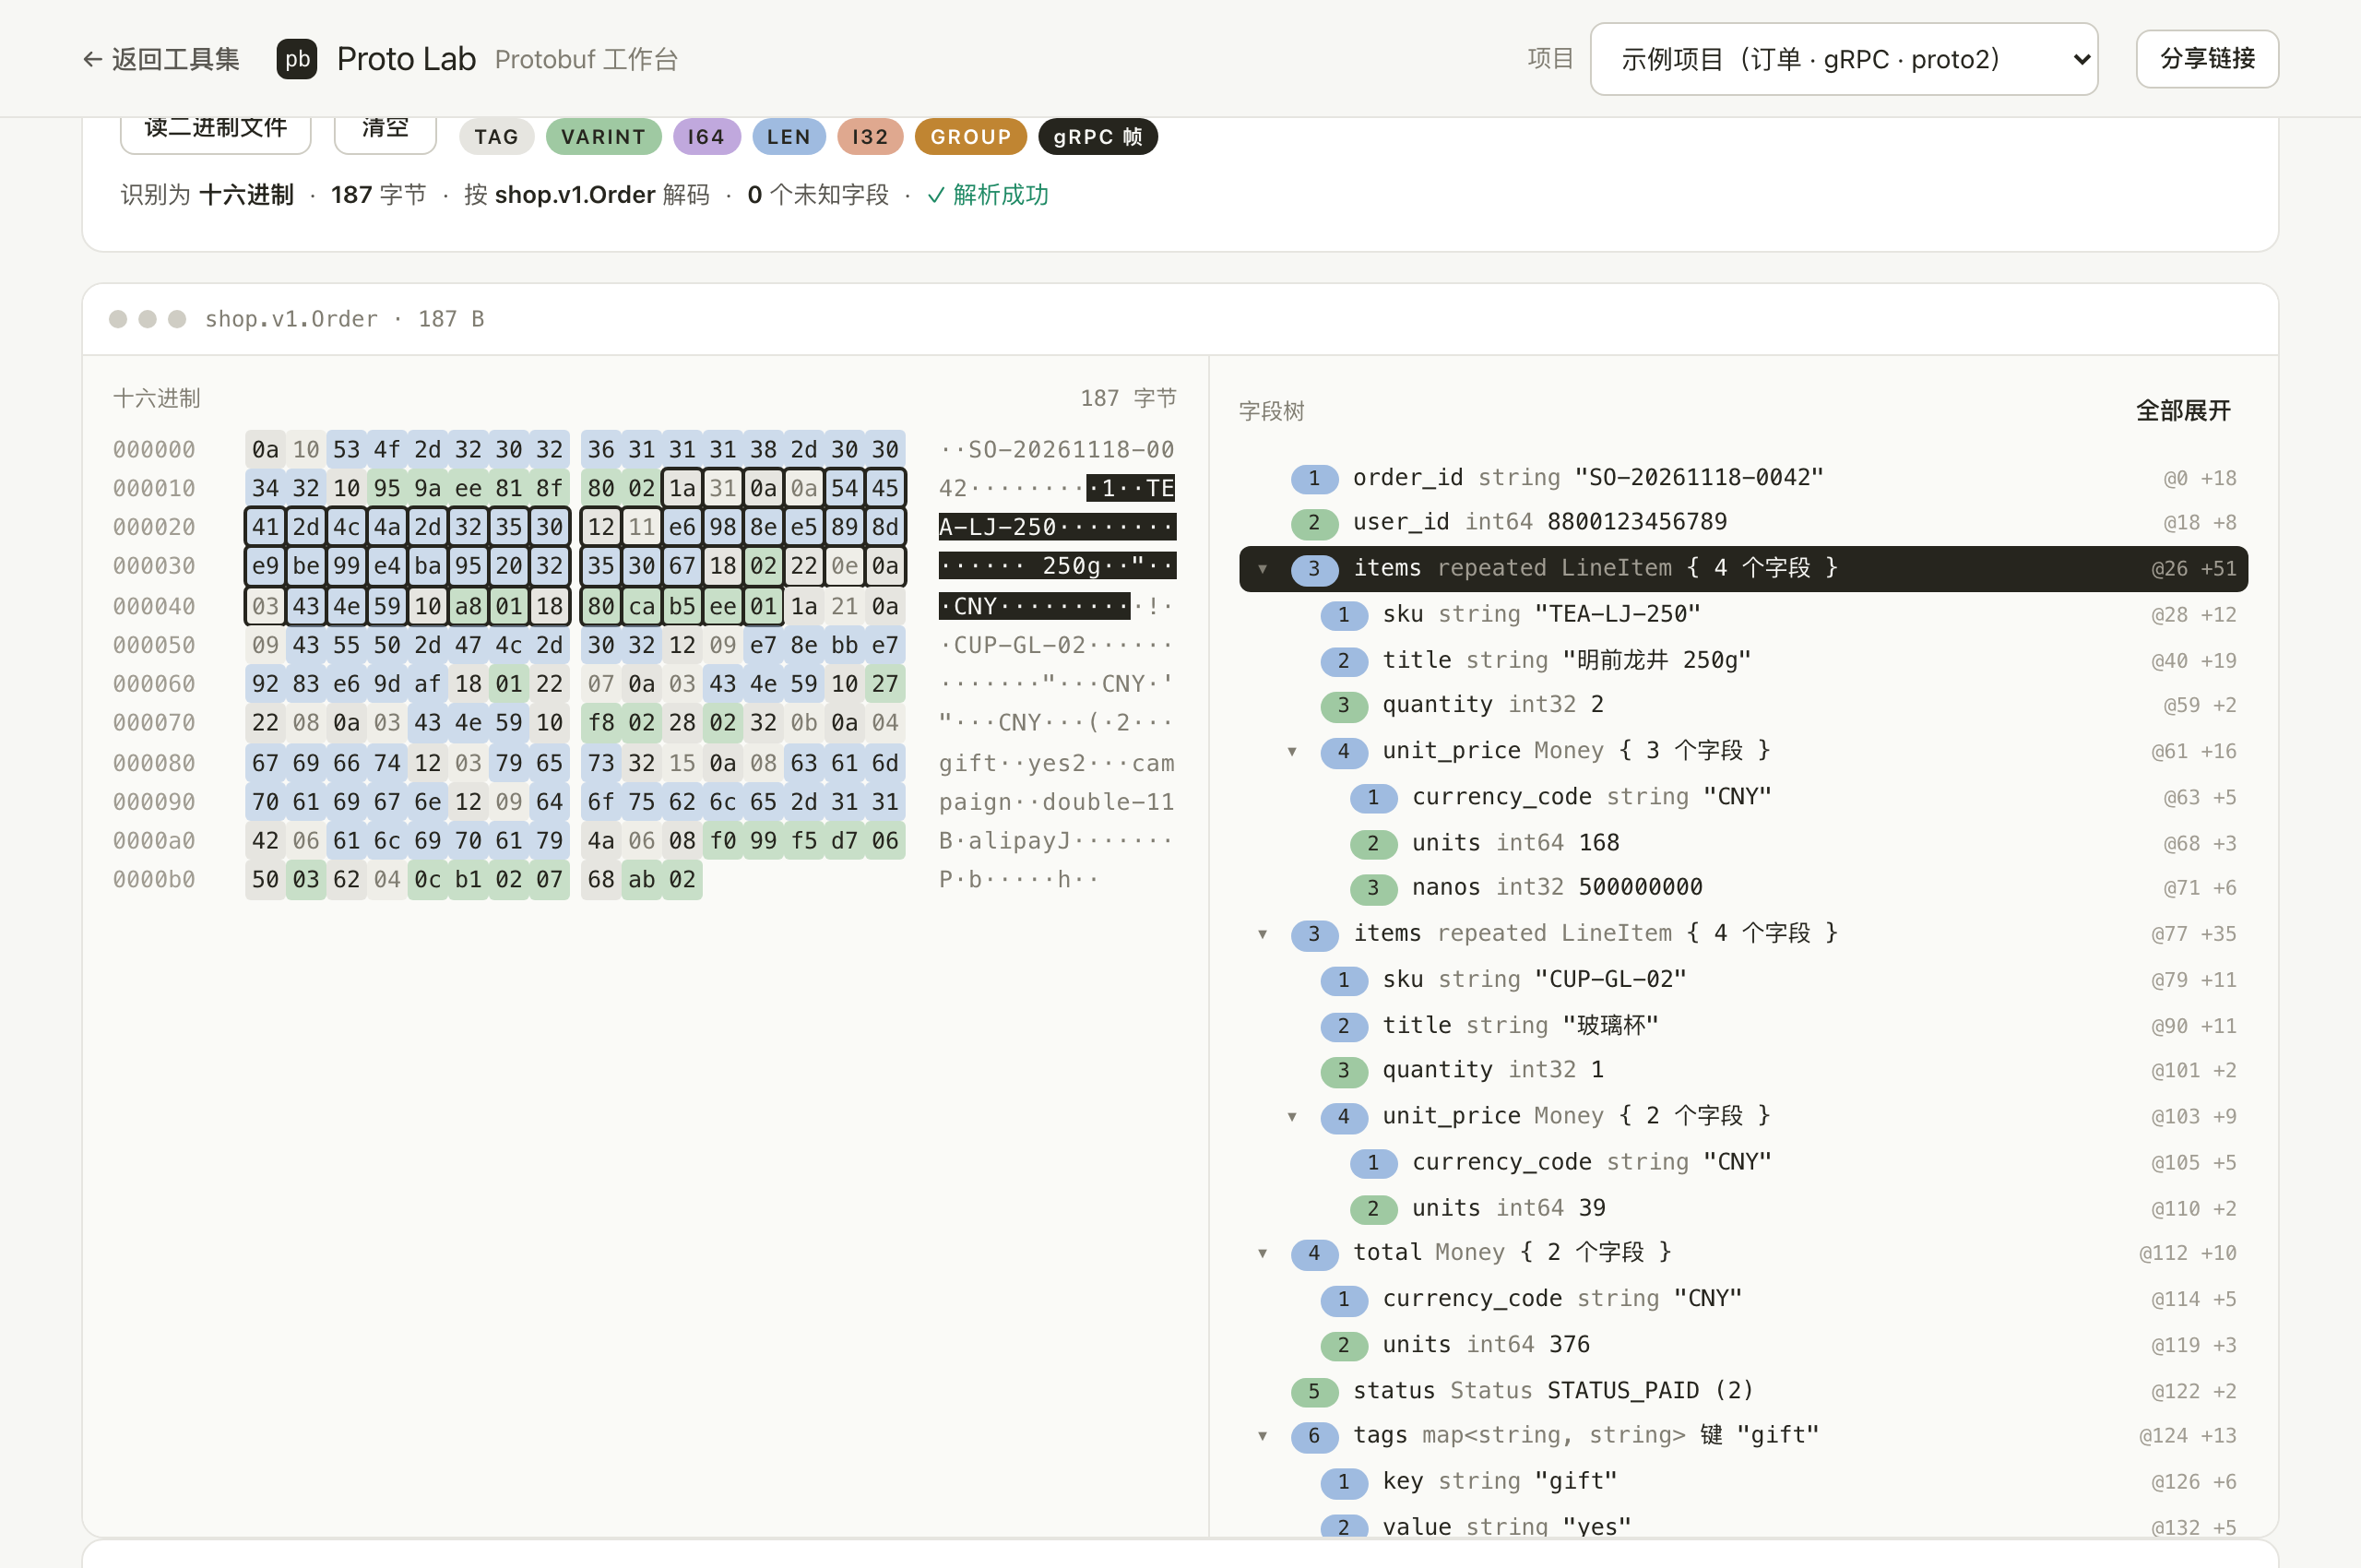 ← 返回工具集 pb Proto Lab Protobuf 工作台 项目 示例项目（订单 · gRPC · proto2） 分享链接
读二进制文件 清空 TAG VARINT I64 LEN I32 GROUP gRPC 帧
识别为 十六进制 · 187 字节 · 按 shop.v1.Order 解码 · 0 个未知字段 · ✓ 解析成功
shop.v1.Order · 187 B
十六进制 187 字节
000000 0a 10 53 4f 2d 32 30 32 36 31 31 31 38 2d 30 30 ··SO-20261118-00
000010 34 32 10 95 9a ee 81 8f 80 02 1a 31 0a 0a 54 45 42·········1··TE
000020 41 2d 4c 4a 2d 32 35 30 12 11 e6 98 8e e5 89 8d A-LJ-250········
000030 e9 be 99 e4 ba 95 20 32 35 30 67 18 02 22 0e 0a ······ 250g··"··
000040 03 43 4e 59 10 a8 01 18 80 ca b5 ee 01 1a 21 0a ·CNY··········!·
000050 09 43 55 50 2d 47 4c 2d 30 32 12 09 e7 8e bb e7 ·CUP-GL-02······
000060 92 83 e6 9d af 18 01 22 07 0a 03 43 4e 59 10 27 ·······"···CNY·'
000070 22 08 0a 03 43 4e 59 10 f8 02 28 02 32 0b 0a 04 "···CNY···(·2···
000080 67 69 66 74 12 03 79 65 73 32 15 0a 08 63 61 6d gift··yes2···cam
000090 70 61 69 67 6e 12 09 64 6f 75 62 6c 65 2d 31 31 paign··double-11
0000a0 42 06 61 6c 69 70 61 79 4a 06 08 f0 99 f5 d7 06 B·alipayJ·······
0000b0 50 03 62 04 0c b1 02 07 68 ab 02 P·b·····h··
字段树 全部展开
1 order_id string "SO-20261118-0042" @0 +18
2 user_id int64 8800123456789 @18 +8
▾ 3 items repeated LineItem { 4 个字段 } @26 +51
1 sku string "TEA-LJ-250" @28 +12
2 title string "明前龙井 250g" @40 +19
3 quantity int32 2 @59 +2
▾ 4 unit_price Money { 3 个字段 } @61 +16
1 currency_code string "CNY" @63 +5
2 units int64 168 @68 +3
3 nanos int32 500000000 @71 +6
▾ 3 items repeated LineItem { 4 个字段 } @77 +35
1 sku string "CUP-GL-02" @79 +11
2 title string "玻璃杯" @90 +11
3 quantity int32 1 @101 +2
▾ 4 unit_price Money { 2 个字段 } @103 +9
1 currency_code string "CNY" @105 +5
2 units int64 39 @110 +2
▾ 4 total Money { 2 个字段 } @112 +10
1 currency_code string "CNY" @114 +5
2 units int64 376 @119 +3
5 status Status STATUS_PAID (2) @122 +2
▾ 6 tags map<string, string> 键 "gift" @124 +13
1 key string "gift" @126 +6
2 value string "yes" @132 +5